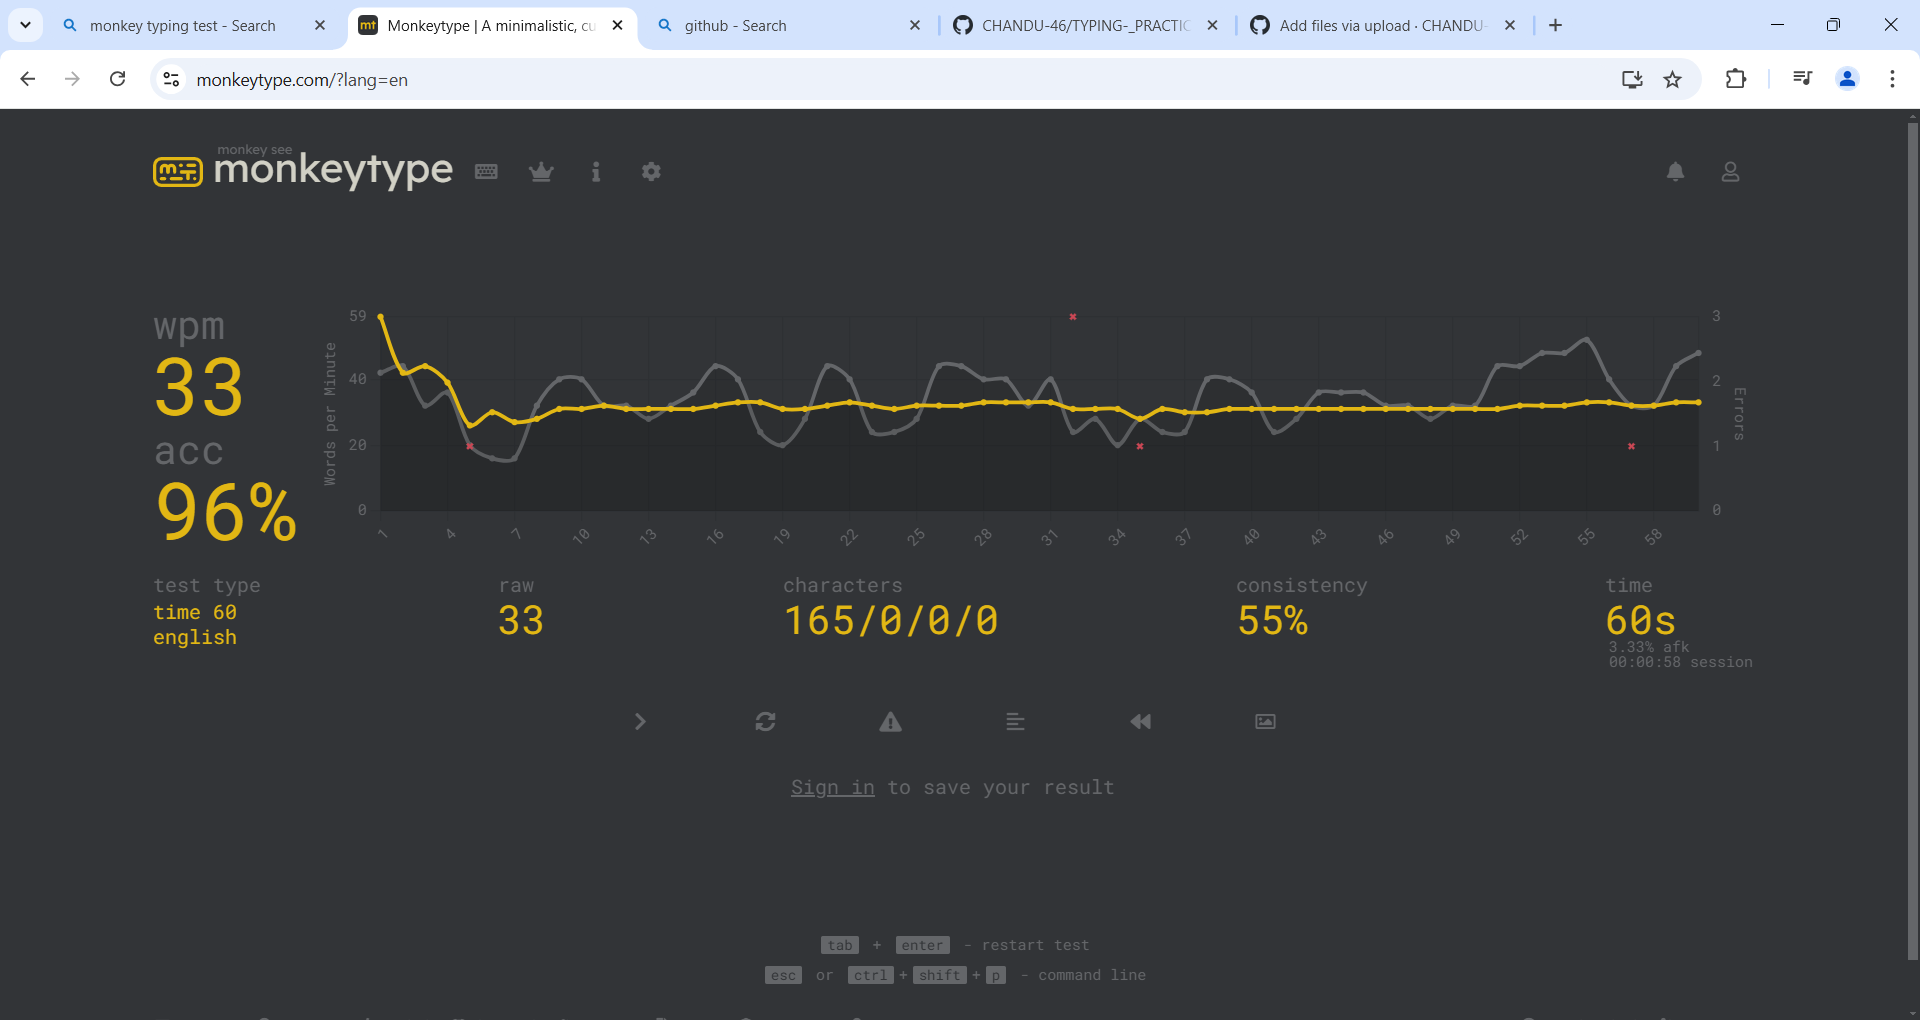 monkey typing test - Search
Monkeytype | A minimalistic, cu
github - Search
CHANDU-46/TYPING-_PRACTIC
Add files via upload · CHANDU-
monkeytype.com/?lang=en
mt
monkey see
monkeytype
wpm
33
acc
96%
Words per Minute
59
40
20
0
3
2
1
0
Errors
1 4 7 10 13 16 19 22 25 28 31 34 37 40 43 46 49 52 55 58
test type
time 60
english
raw
33
characters
165/0/0/0
consistency
55%
time
60s
3.33% afk
00:00:58 session
Sign in to save your result
tab + enter - restart test
esc or ctrl + shift + p - command line